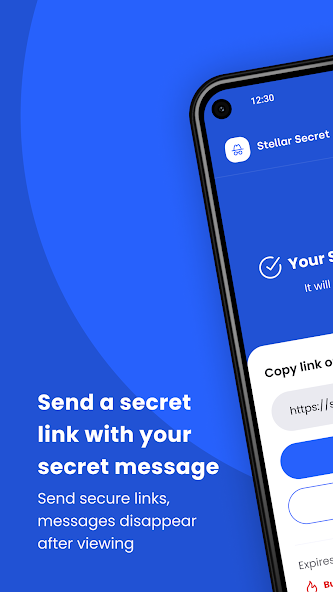 12:30
Stellar Secret
Your
It will
Copy link
https://s
Expires
Send a secret
link with your
secret message
Send secure links,
messages disappear
after viewing